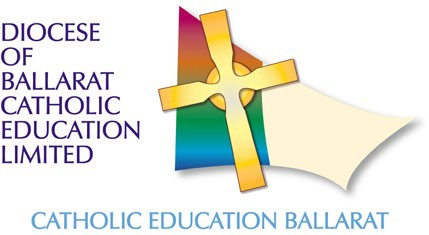 DIOCESE
OF
BALLARAT
CATHOLIC
EDUCATION
LIMITED
CATHOLIC EDUCATION BALLARAT